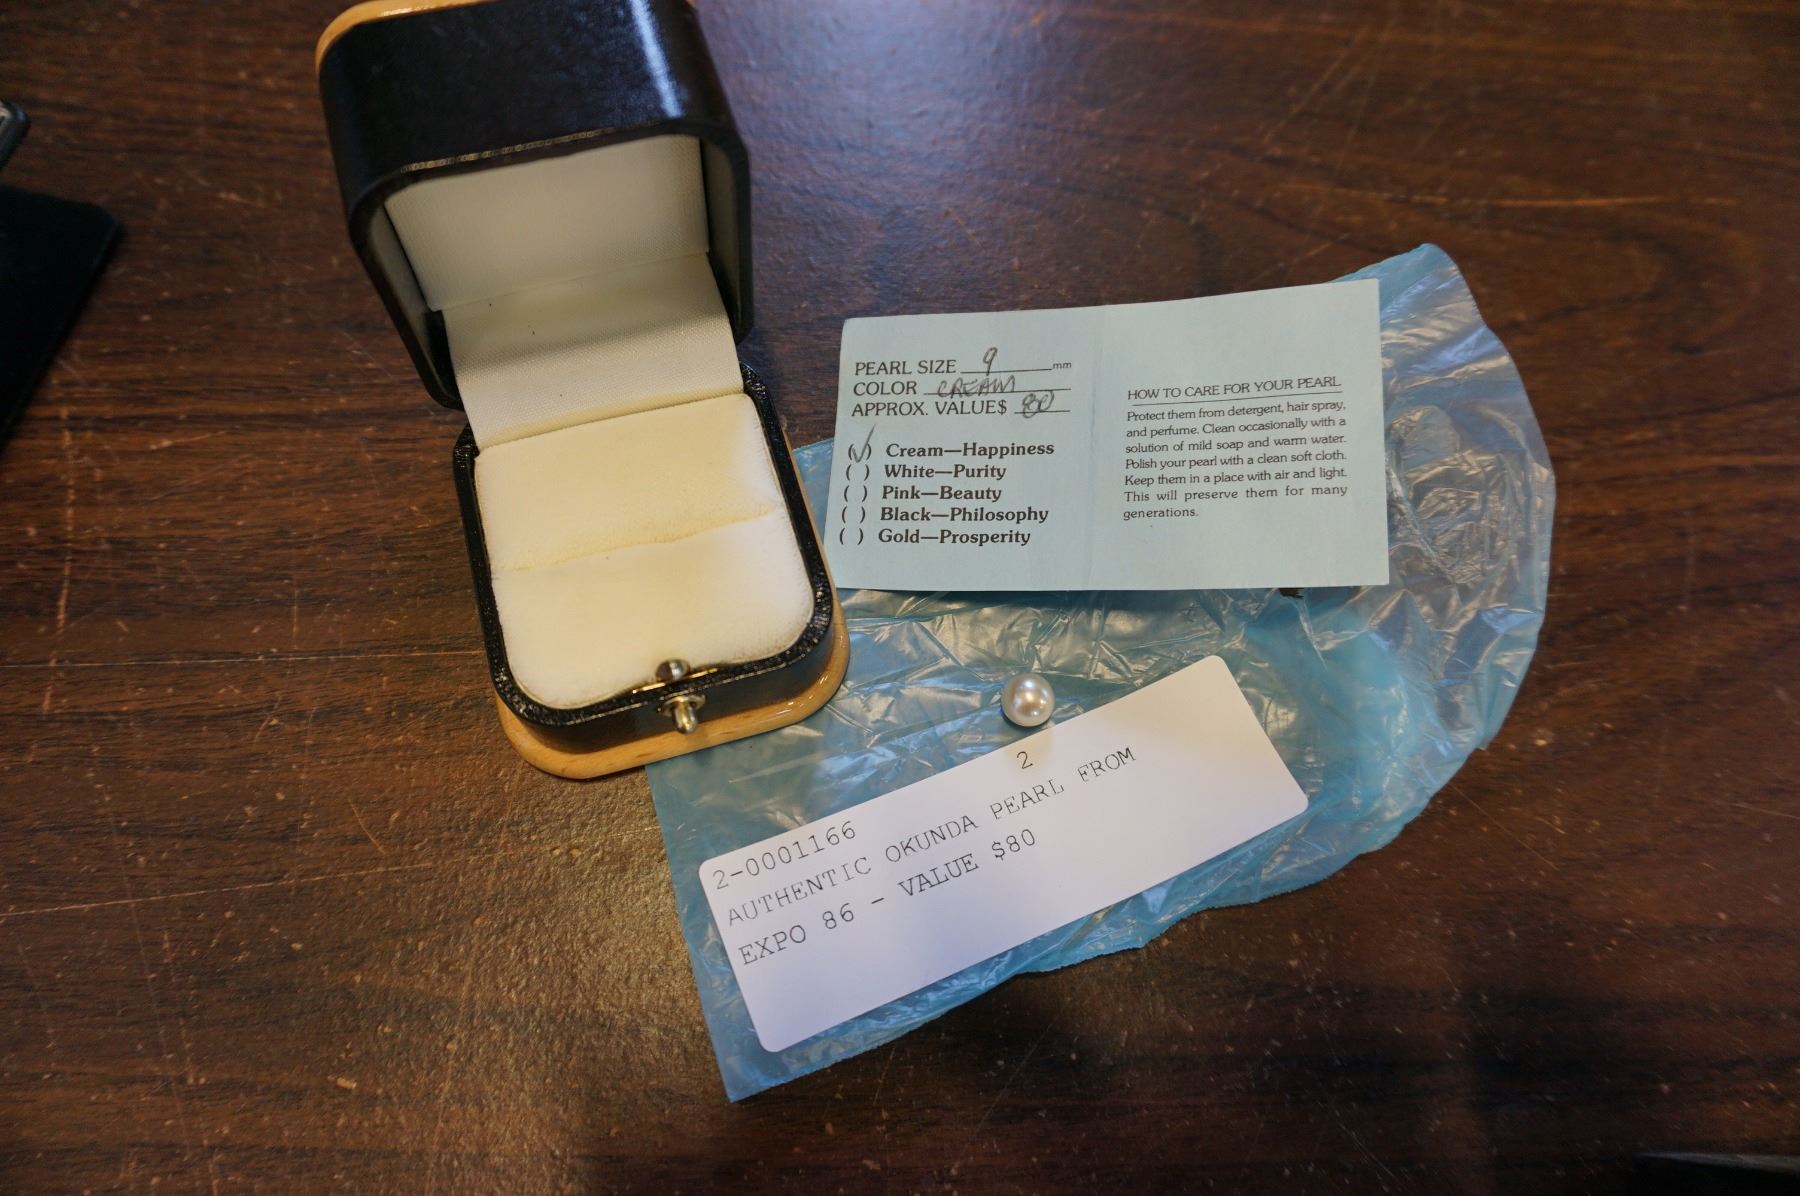 PEARL SIZE 9 mm
COLOR CREAM
APPROX. VALUE$ 80
(✓) Cream—Happiness
( ) White—Purity
( ) Pink—Beauty
( ) Black—Philosophy
( ) Gold—Prosperity
HOW TO CARE FOR YOUR PEARL
Protect them from detergent, hair spray,
and perfume. Clean occasionally with a
solution of mild soap and warm water.
Polish your pearl with a clean soft cloth.
Keep them in a place with air and light.
This will preserve them for many
generations.
2
2-0001166
AUTHENTIC OKUNDA PEARL FROM
EXPO 86 - VALUE $80